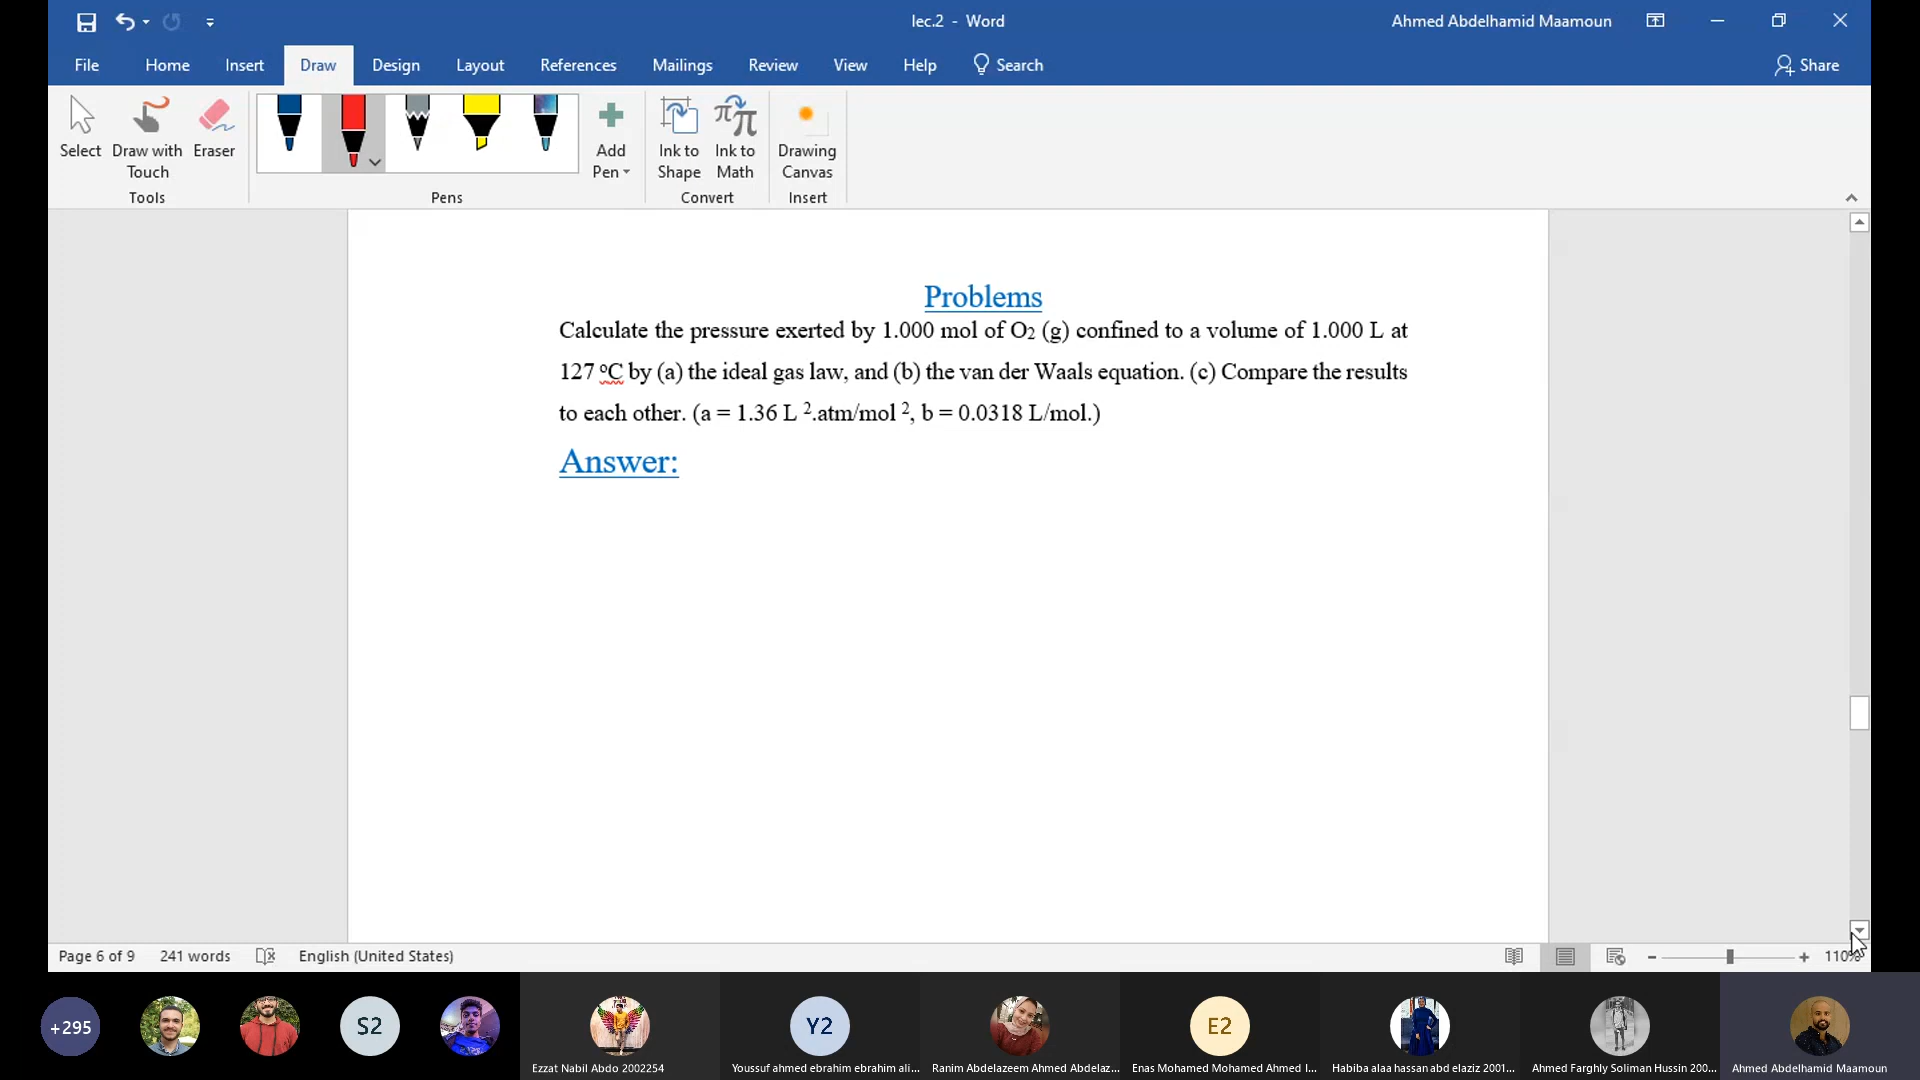 lec.2 - Word
Ahmed Abdelhamid Maamoun
File Home Insert Draw Design Layout References Mailings Review View Help Search Share
Select
Draw with Touch
Eraser
Add Pen
Ink to Shape
Ink to Math
Drawing Canvas
Tools Pens Convert Insert
Problems
Calculate the pressure exerted by 1.000 mol of O2 (g) confined to a volume of 1.000 L at
127 ⁰C by (a) the ideal gas law, and (b) the van der Waals equation. (c) Compare the results
to each other. (a = 1.36 L ².atm/mol ², b = 0.0318 L/mol.)
Answer:
Page 6 of 9 241 words English (United States) 110%
+295 S2 Y2 E2
Ezzat Nabil Abdo 2002254
Youssuf ahmed ebrahim ebrahim ali...
Ranim Abdelazeem Ahmed Abdelaz...
Enas Mohamed Mohamed Ahmed I...
Habiba alaa hassan abd elaziz 2001...
Ahmed Farghly Soliman Hussin 200...
Ahmed Abdelhamid Maamoun